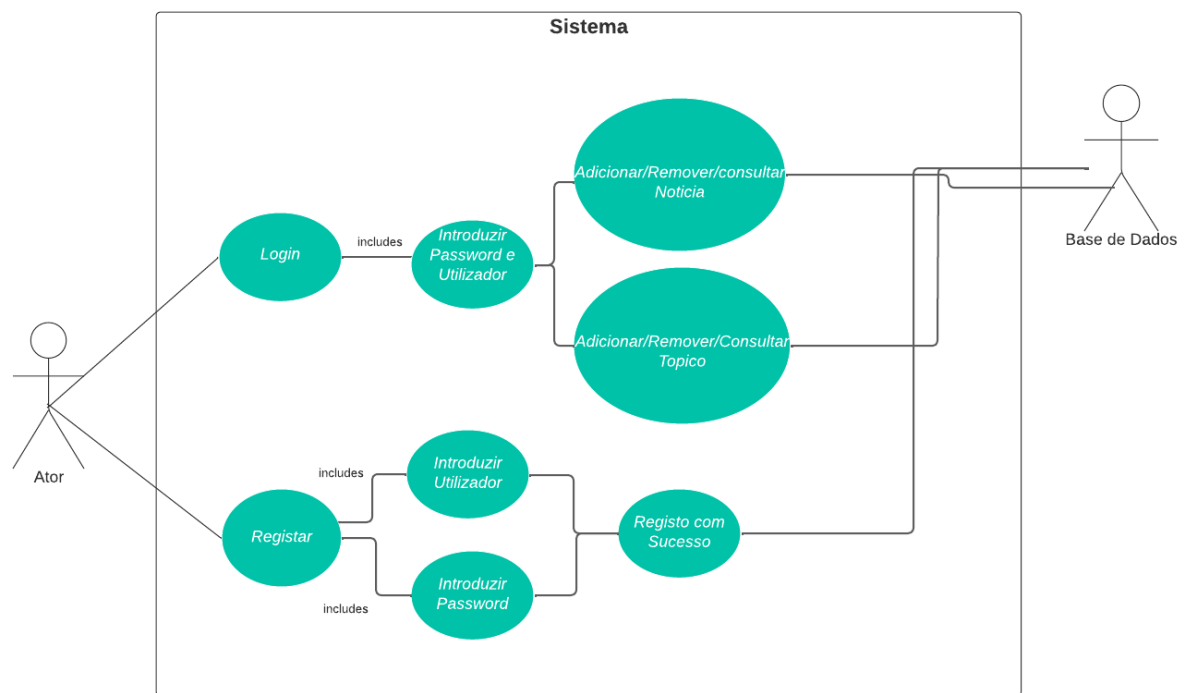 Sistema
Adicionar/Remover/consultar
Noticia
Base de Dados
Login
includes
Introduzir
Password e
Utilizador
Adicionar/Remover/Consultar
Topico
Ator
includes
Introduzir
Utilizador
Registar
Registo com
Sucesso
includes
Introduzir
Password